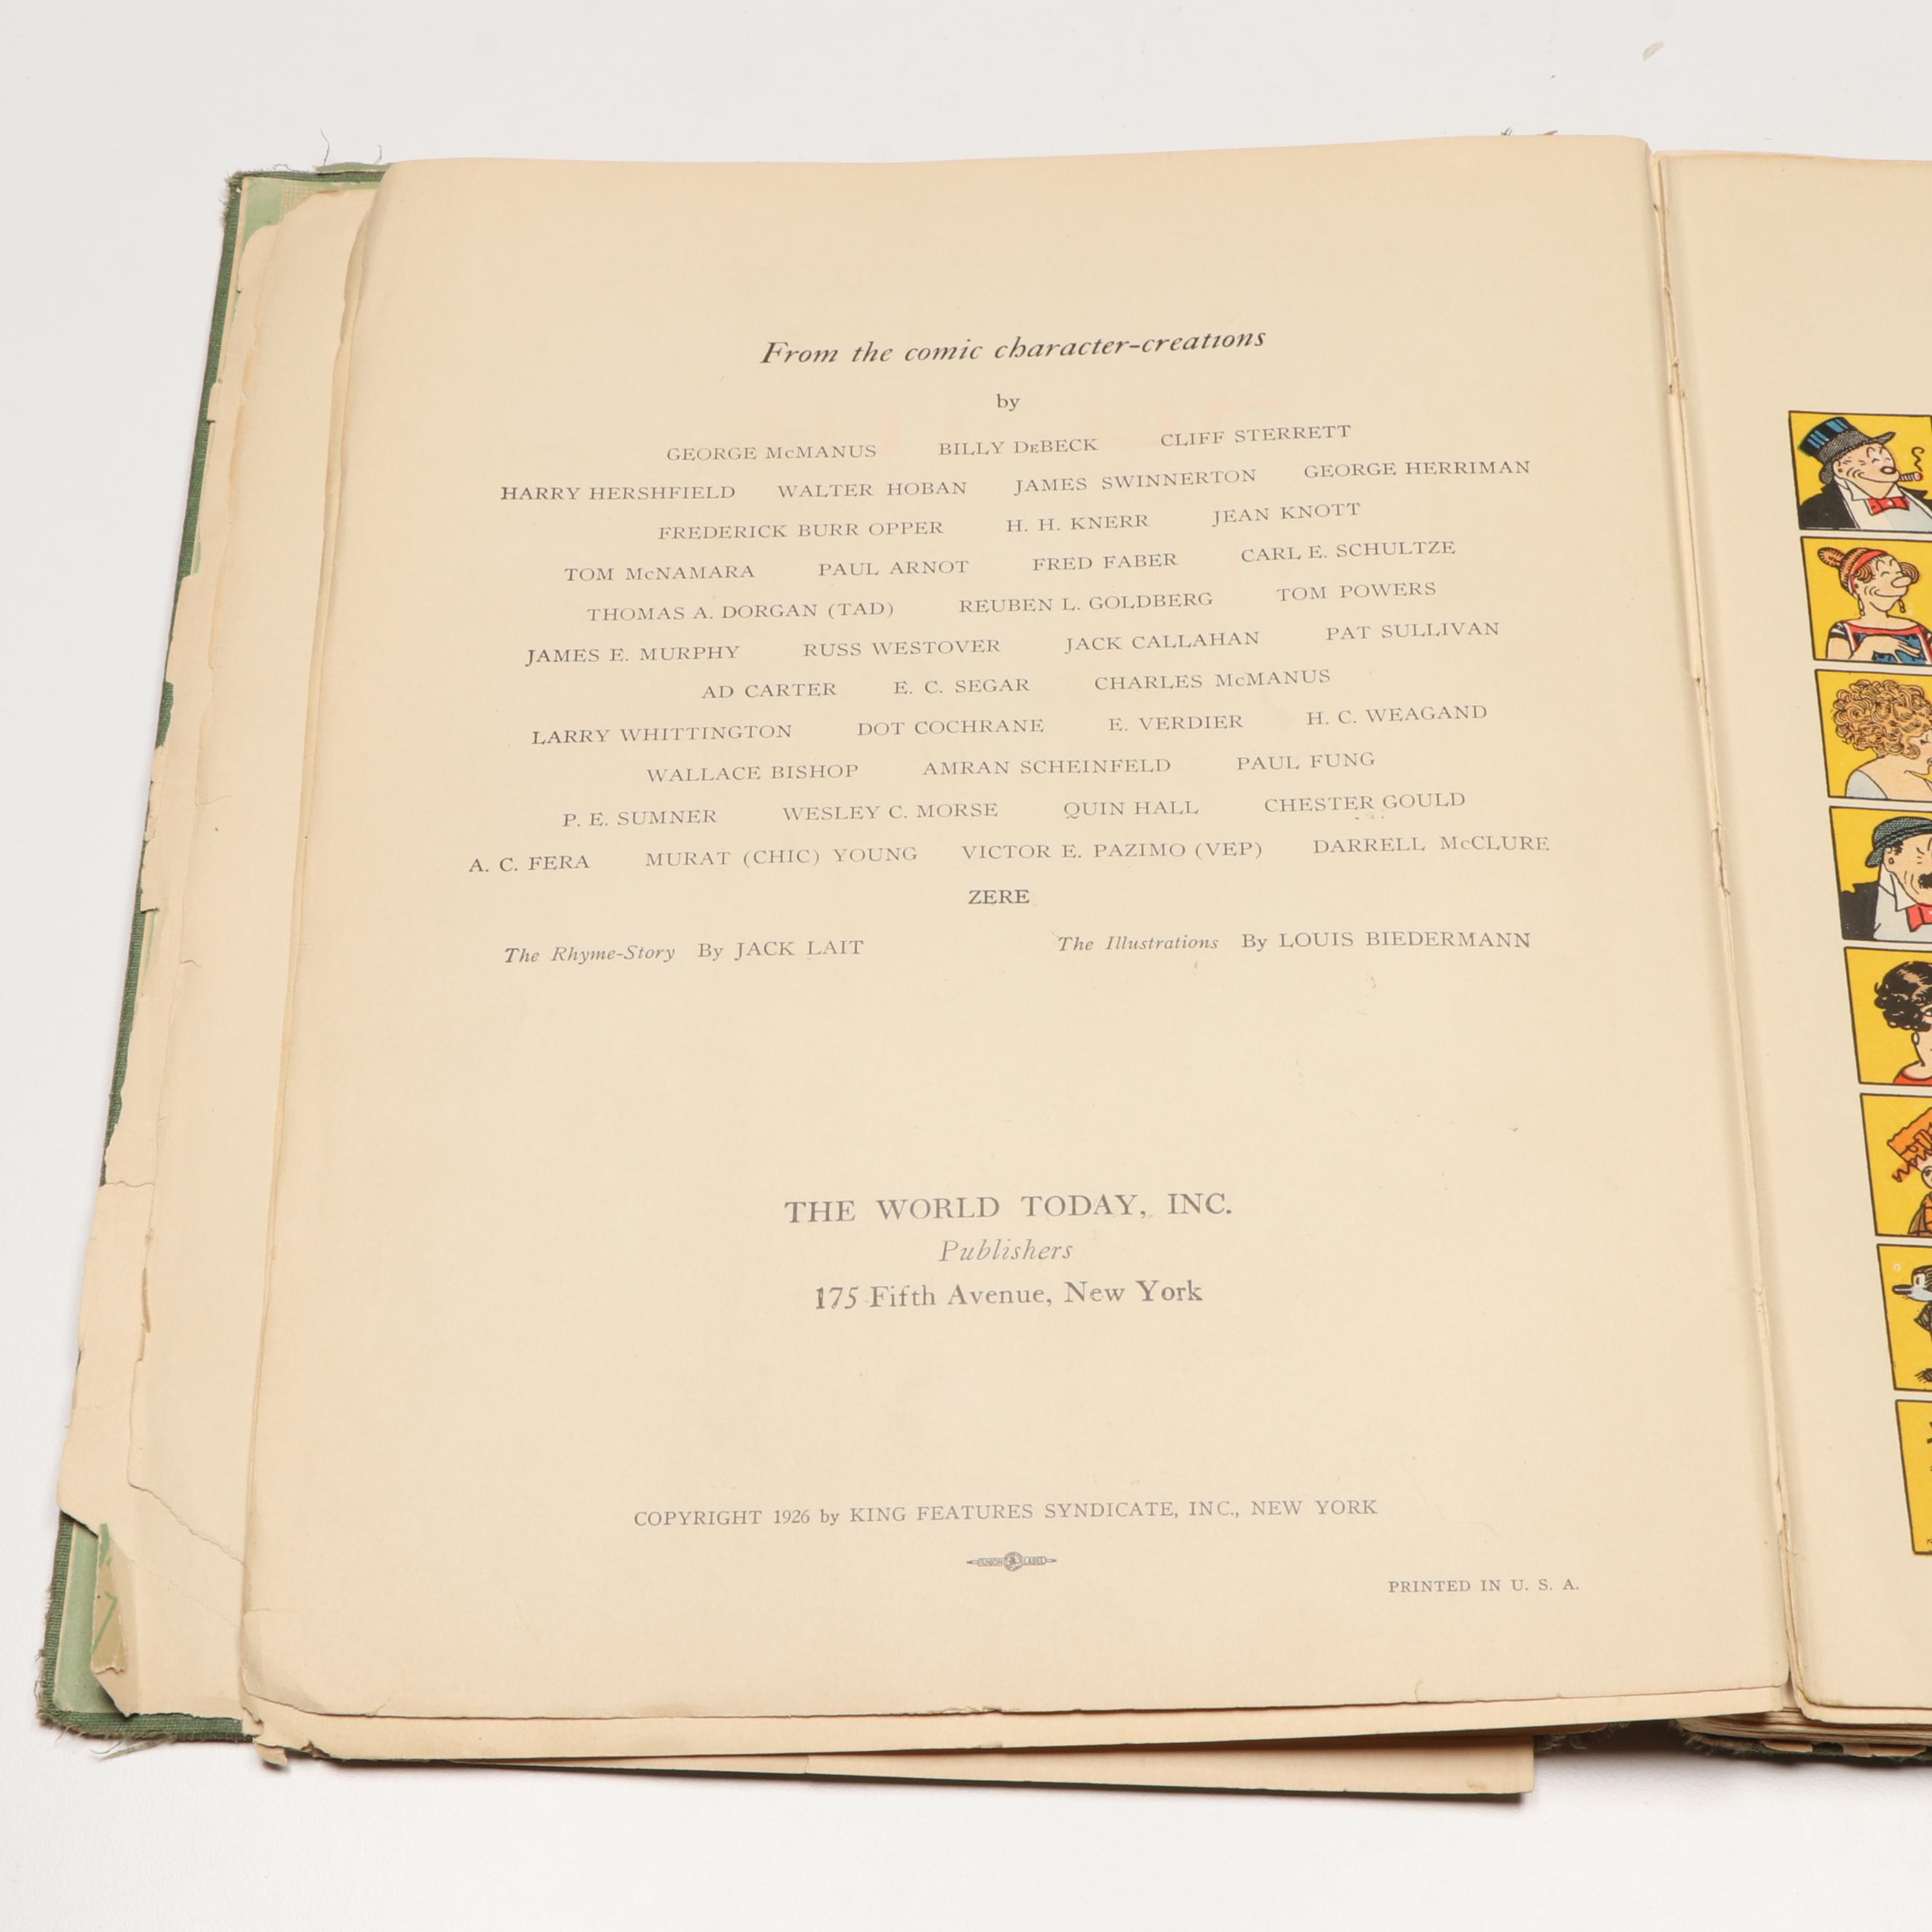 From the comic character-creations
by
GEORGE McMANUS BILLY DeBECK CLIFF STERRETT
HARRY HERSHFIELD WALTER HOBAN JAMES SWINNERTON GEORGE HERRIMAN
FREDERICK BURR OPPER H. H. KNERR JEAN KNOTT
TOM McNAMARA PAUL ARNOT FRED FABER CARL E. SCHULTZE
THOMAS A. DORGAN (TAD) REUBEN L. GOLDBERG TOM POWERS
JAMES E. MURPHY RUSS WESTOVER JACK CALLAHAN PAT SULLIVAN
AD CARTER E. C. SEGAR CHARLES McMANUS
LARRY WHITTINGTON DOT COCHRANE E. VERDIER H. C. WEAGAND
WALLACE BISHOP AMRAN SCHEINFELD PAUL FUNG
P. E. SUMNER WESLEY C. MORSE QUIN HALL CHESTER GOULD
A. C. FERA MURAT (CHIC) YOUNG VICTOR E. PAZIMO (VEP) DARRELL McCLURE
ZERE
The Rhyme-Story By JACK LAIT The Illustrations By LOUIS BIEDERMANN
THE WORLD TODAY, INC.
Publishers
175 Fifth Avenue, New York
COPYRIGHT 1926 by KING FEATURES SYNDICATE, INC., NEW YORK
UNION LABEL
PRINTED IN U. S. A.